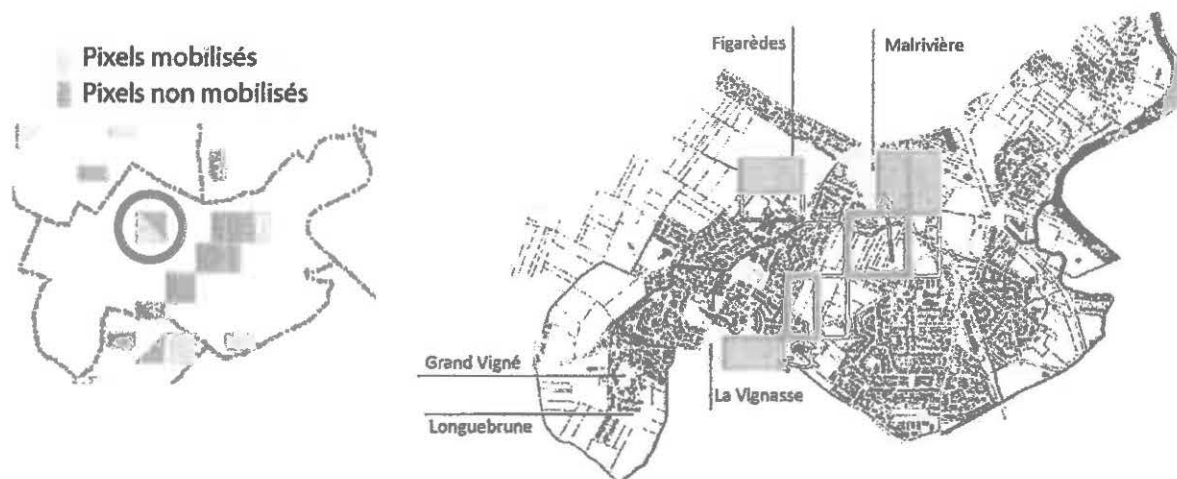 Pixels mobilisés
Pixels non mobilisés
Figarèdes
Malrivière
Grand Vigné
La Vignasse
Longuebrune